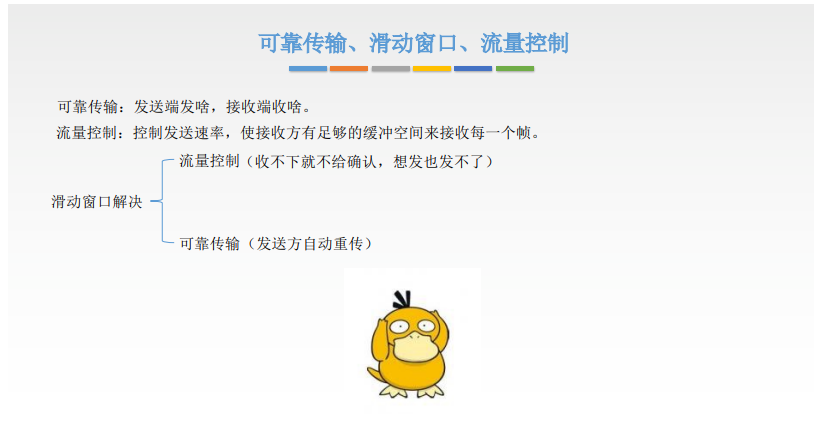 可靠传输、滑动窗口、流量控制
可靠传输：发送端发啥，接收端收啥。
流量控制：控制发送速率，使接收方有足够的缓冲空间来接收每一个帧。
流量控制（收不下就不给确认，想发也发不了）
滑动窗口解决
可靠传输（发送方自动重传）